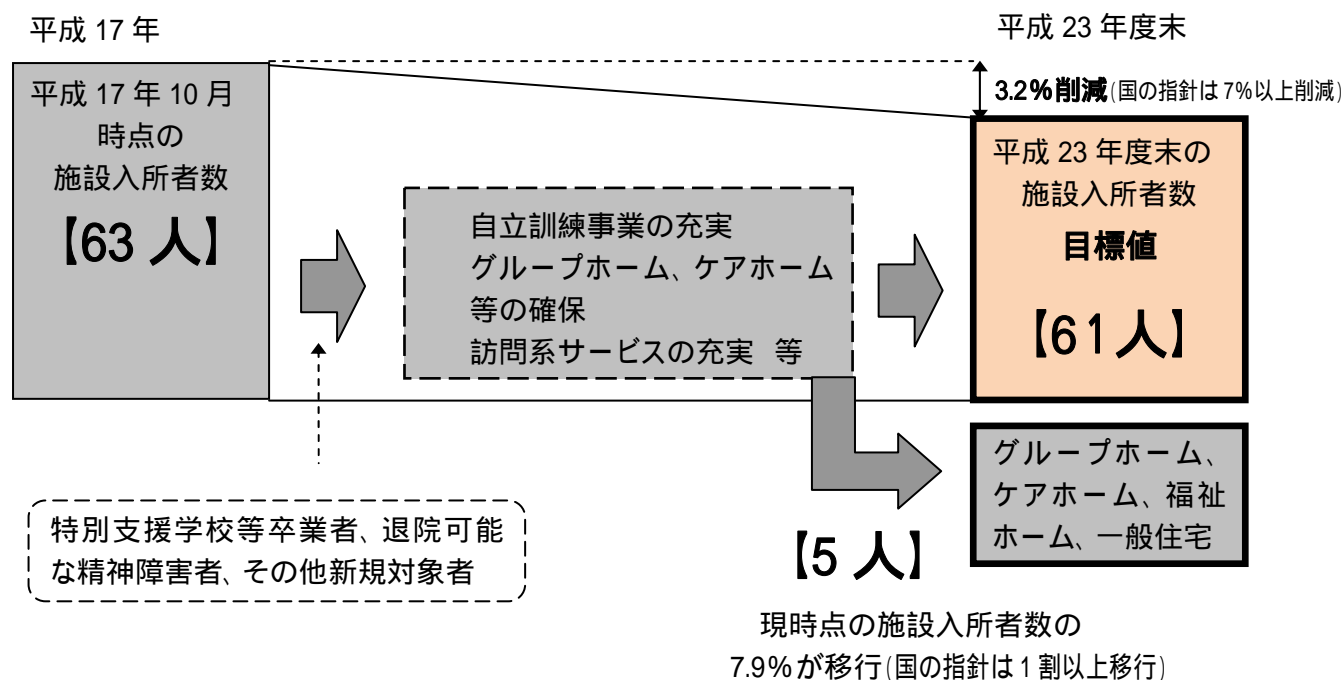 平成 17 年
平成 23 年度末
3.2%削減(国の指針は 7%以上削減)
平成 17 年 10 月
時点の
施設入所者数
【63 人】
自立訓練事業の充実
グループホーム、ケアホーム
等の確保
訪問系サービスの充実 等
平成 23 年度末の
施設入所者数
目標値
【61人】
グループホーム、
ケアホーム、福祉
ホーム、一般住宅
特別支援学校等卒業者、退院可能
な精神障害者、その他新規対象者
【5 人】
現時点の施設入所者数の
7.9%が移行(国の指針は 1 割以上移行)